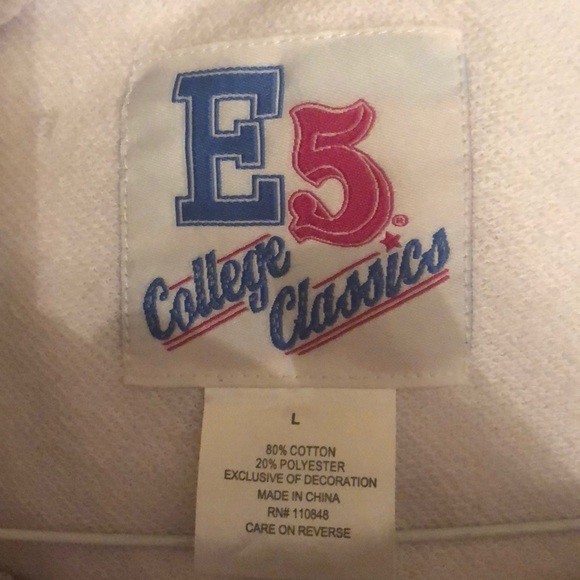 E5®
College
Classics
L
80% COTTON
20% POLYESTER
EXCLUSIVE OF DECORATION
MADE IN CHINA
RN# 110848
CARE ON REVERSE